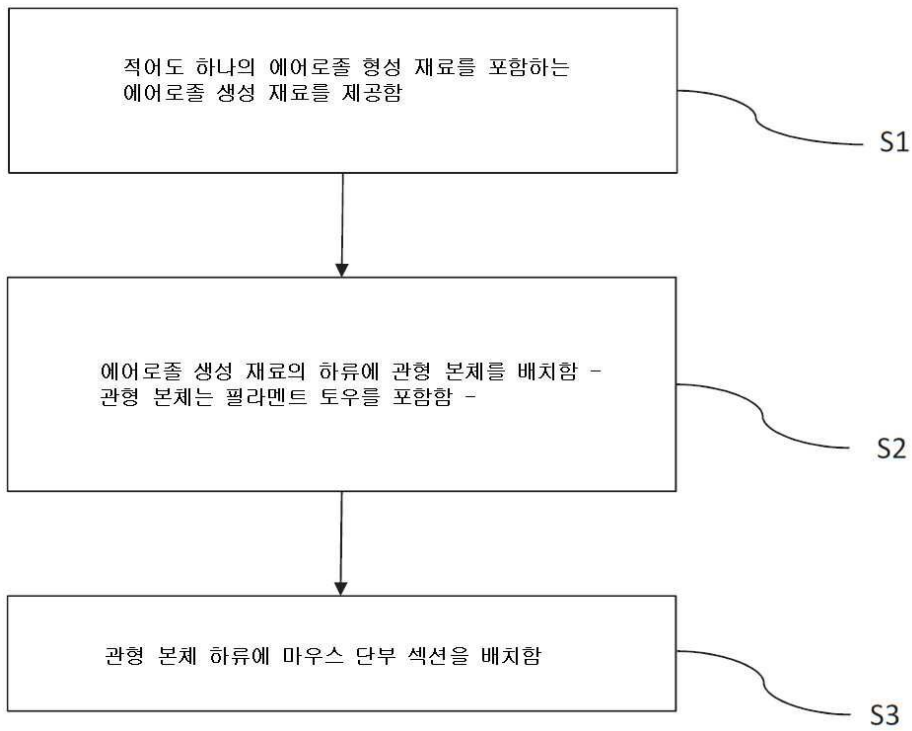 적어도 하나의 에어로졸 형성 재료를 포함하는
에어로졸 생성 재료를 제공함
S1
에어로졸 생성 재료의 하류에 관형 본체를 배치함 –
관형 본체는 필라멘트 토우를 포함함 –
S2
관형 본체 하류에 마우스 단부 섹션을 배치함
S3